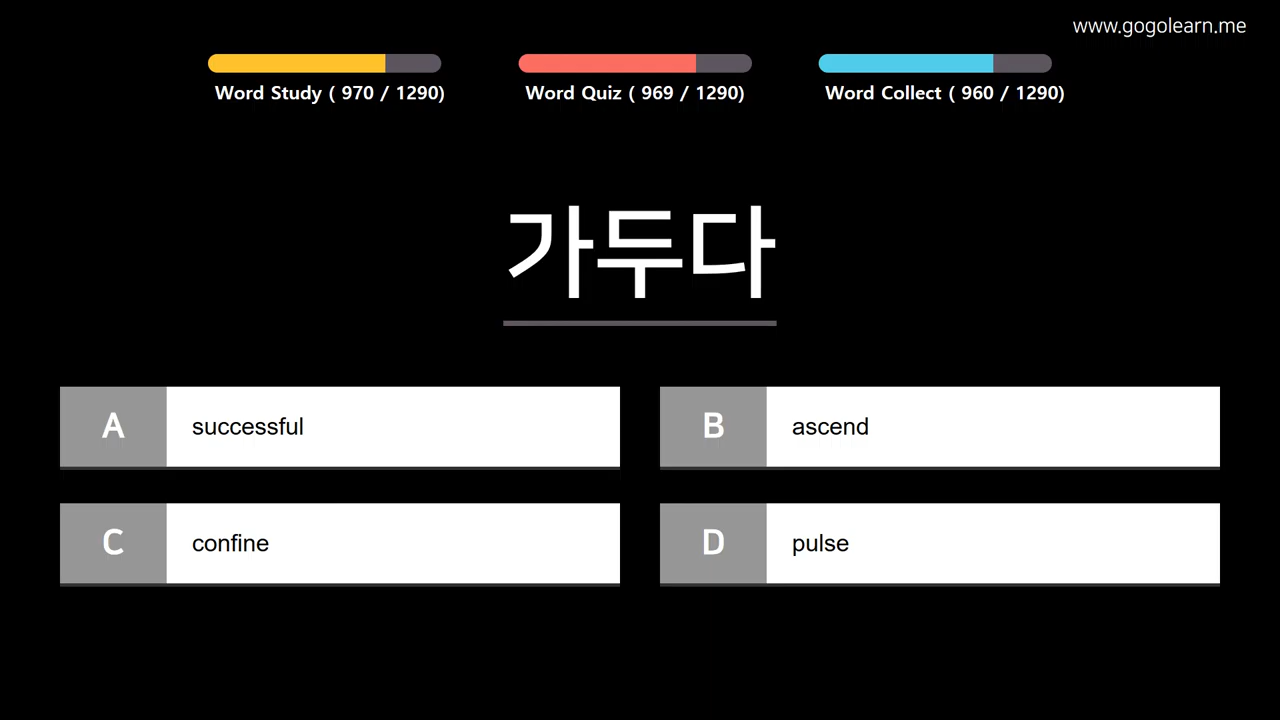 www.gogolearn.me
Word Study ( 970 / 1290)
Word Quiz ( 969 / 1290)
Word Collect ( 960 / 1290)
가두다
A successful
B ascend
C confine
D pulse